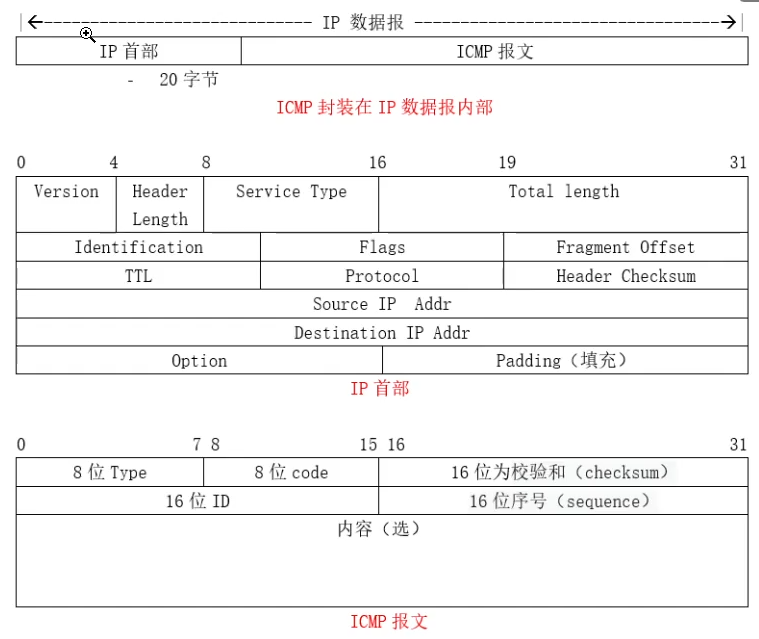 |←---------------------------- IP 数据报 --------------------------------→|
IP 首部 ICMP 报文
- 20 字节
ICMP 封装在 IP 数据报内部
0 4 8 16 19 31
Version Header Length Service Type Total length
Identification Flags Fragment Offset
TTL Protocol Header Checksum
Source IP Addr
Destination IP Addr
Option Padding（填充）
IP 首部
0 7 8 15 16 31
8 位 Type 8 位 code 16 位为校验和（checksum）
16 位 ID 16 位序号（sequence）
内容（选）
ICMP 报文